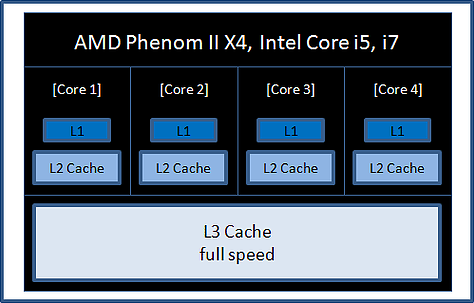 AMD Phenom II X4, Intel Core i5, i7
[Core 1] [Core 2] [Core 3] [Core 4]
L1 L1 L1 L1
L2 Cache L2 Cache L2 Cache L2 Cache
L3 Cache
full speed